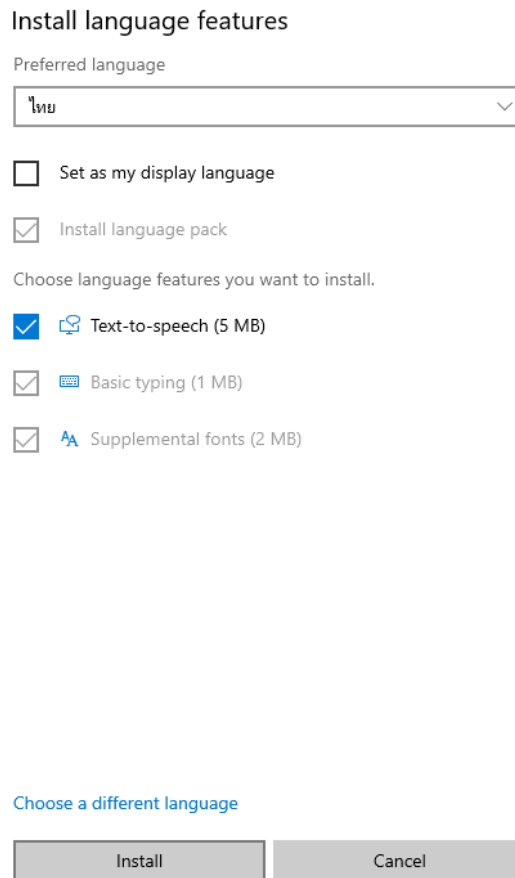 Install language features
Preferred language
ไทย
Set as my display language
Install language pack
Choose language features you want to install.
Text-to-speech (5 MB)
Basic typing (1 MB)
Supplemental fonts (2 MB)
Choose a different language
Install
Cancel